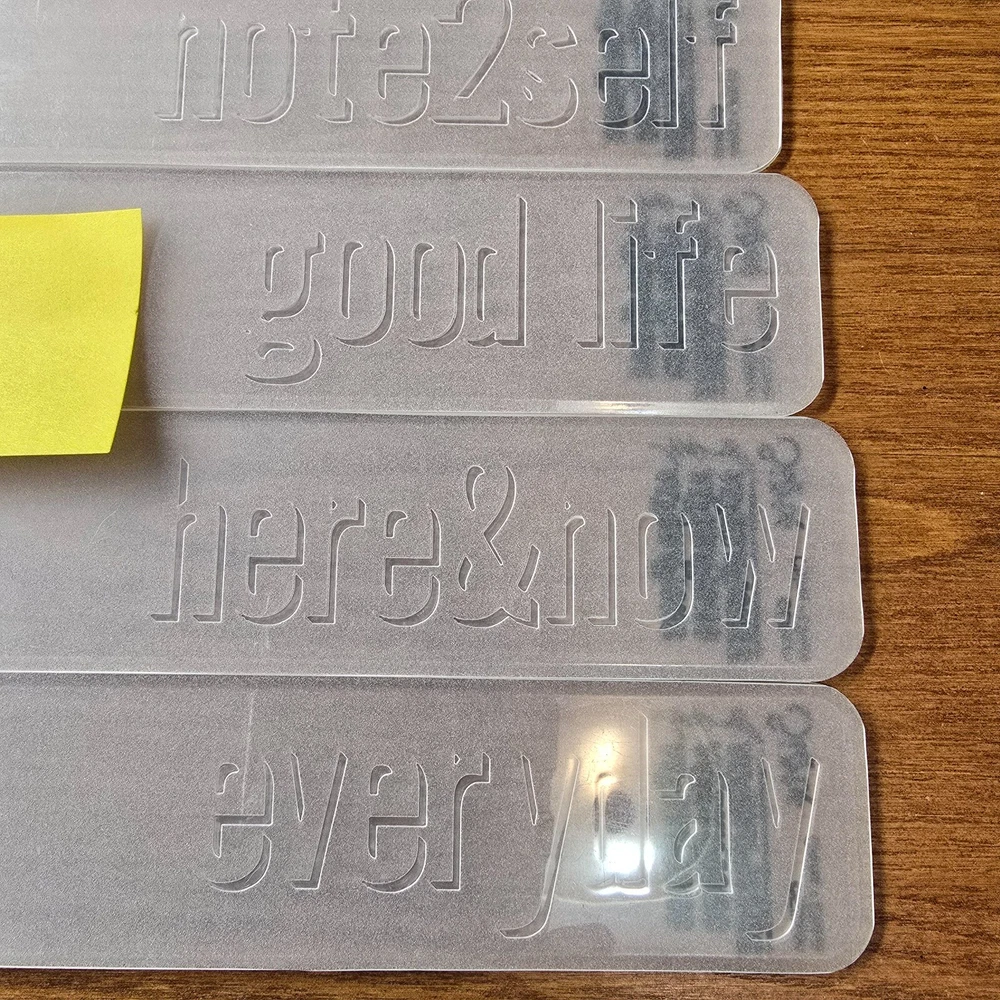 note2self
good life
here&now
everyday